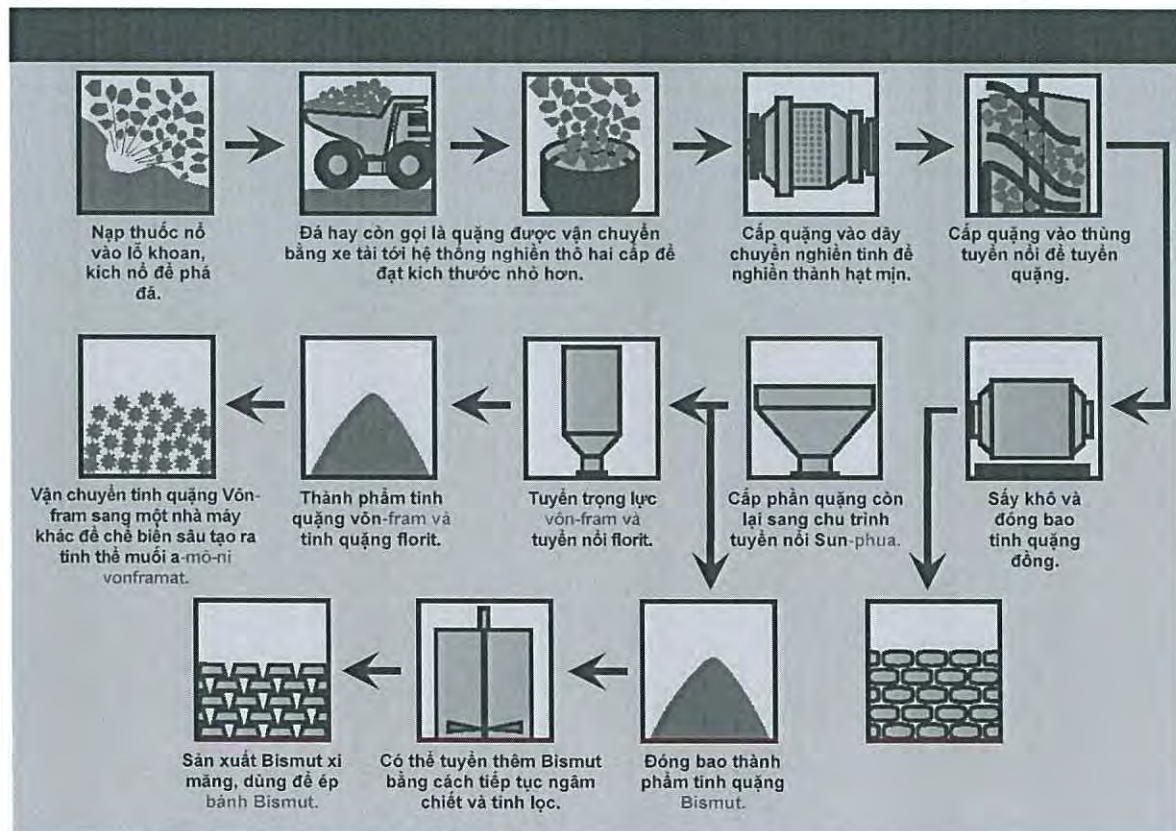 Nạp thuốc nổ
vào lỗ khoan,
kích nổ để phá
đá.
Đá hay còn gọi là quặng được vận chuyển
bằng xe tải tới hệ thống nghiền thô hai cấp để
đạt kích thước nhỏ hơn.
Cấp quặng vào dây
chuyền nghiền tinh để
nghiền thành hạt mịn.
Cấp quặng vào thùng
tuyển nổi để tuyển
quặng.
Vận chuyển tinh quặng Vôn-
fram sang một nhà máy
khác để chế biến sâu tạo ra
tinh thể muối a-mô-ni
vonframat.
Thành phẩm tinh
quặng vôn-fram và
tinh quặng florit.
Tuyển trọng lực
vôn-fram và
tuyển nổi florit.
Cấp phần quặng còn
lại sang chu trình
tuyển nổi Sun-phua.
Sấy khô và
đóng bao
tinh quặng
đồng.
Sản xuất Bismut xi
măng, dùng để ép
bánh Bismut.
Có thể tuyển thêm Bismut
bằng cách tiếp tục ngâm
chiết và tinh lọc.
Đóng bao thành
phẩm tinh quặng
Bismut.